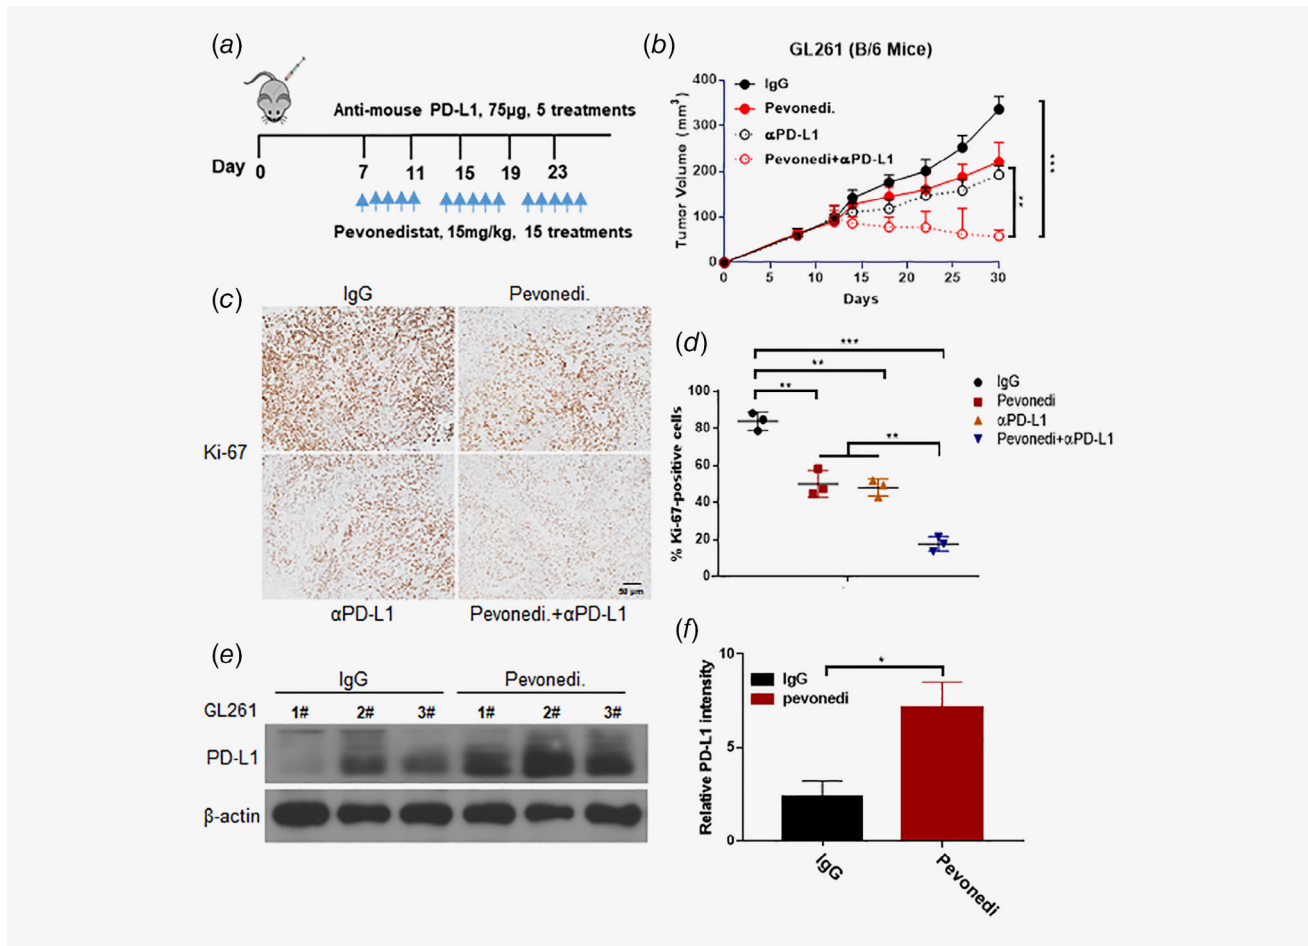 (a)
Anti-mouse PD-L1, 75µg, 5 treatments
Day 0 7 11 15 19 23
Pevonedistat, 15mg/kg, 15 treatments
(b)
GL261 (B/6 Mice)
Tumor Volume (mm³)
400
300
200
100
0
IgG
Pevonedi.
αPD-L1
Pevonedi+αPD-L1
***
**
0 5 10 15 20 25 30
Days
(c)
IgG Pevonedi.
Ki-67
50 µm
αPD-L1 Pevonedi.+αPD-L1
(d)
% Ki-67-positive cells
100
80
60
40
20
0
***
**
**
**
IgG
Pevonedi
αPD-L1
Pevonedi+αPD-L1
(e)
IgG Pevonedi.
GL261 1# 2# 3# 1# 2# 3#
PD-L1
β-actin
(f)
Relative PD-L1 intensity
10
5
0
IgG
pevonedi
*
IgG
Pevonedi